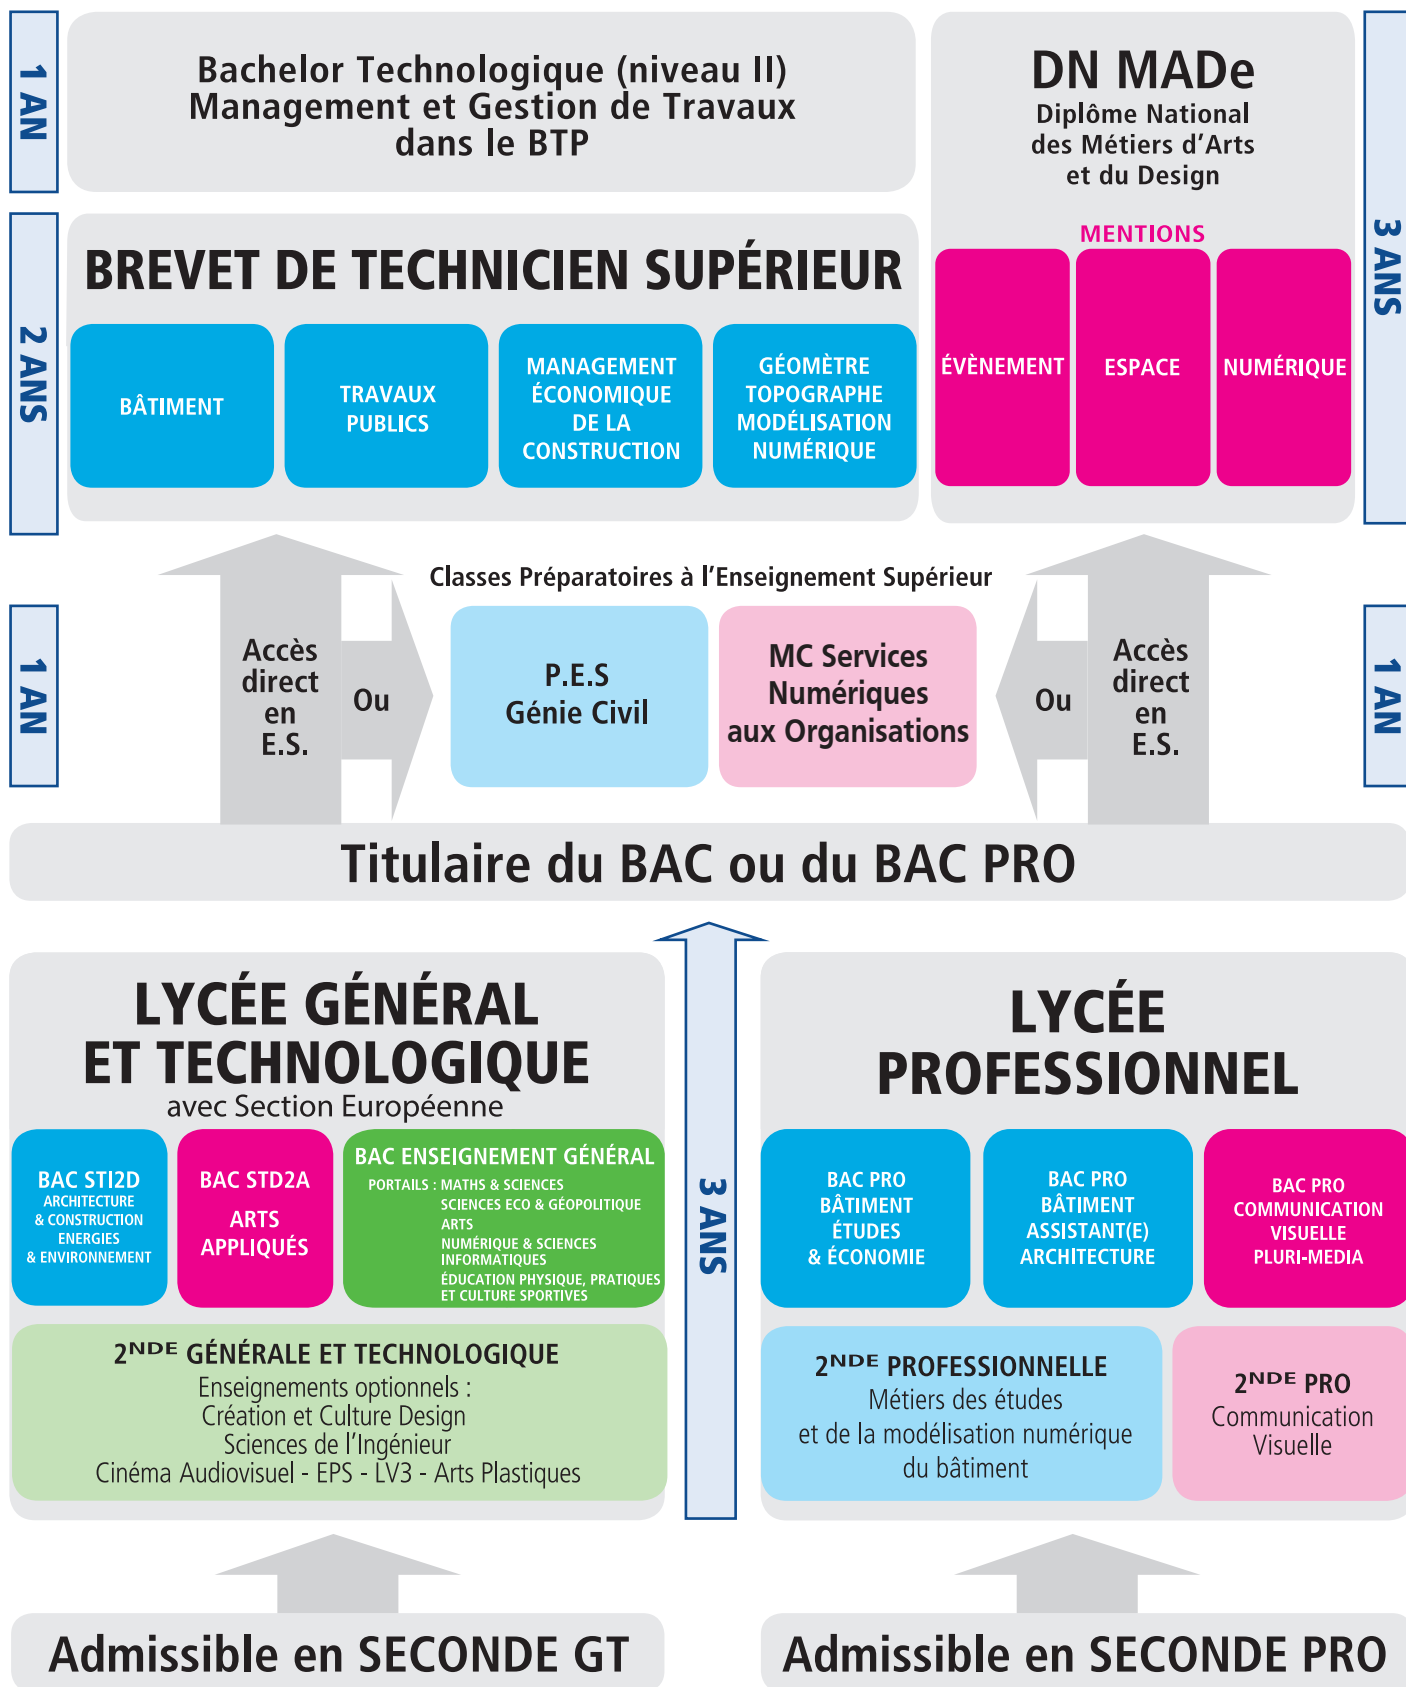 1 AN
Bachelor Technologique (niveau II)
Management et Gestion de Travaux
dans le BTP
DN MADe
Diplôme National
des Métiers d'Arts
et du Design
MENTIONS
ÉVÈNEMENT
ESPACE
NUMÉRIQUE
3 ANS
2 ANS
BREVET DE TECHNICIEN SUPÉRIEUR
BÂTIMENT
TRAVAUX
PUBLICS
MANAGEMENT
ÉCONOMIQUE
DE LA
CONSTRUCTION
GÉOMÈTRE
TOPOGRAPHE
MODÉLISATION
NUMÉRIQUE
Classes Préparatoires à l'Enseignement Supérieur
1 AN
Accès
direct
en
E.S.
Ou
P.E.S
Génie Civil
MC Services
Numériques
aux Organisations
Ou
Accès
direct
en
E.S.
1 AN
Titulaire du BAC ou du BAC PRO
LYCÉE GÉNÉRAL
ET TECHNOLOGIQUE
avec Section Européenne
BAC STI2D
ARCHITECTURE
& CONSTRUCTION
ENERGIES
& ENVIRONNEMENT
BAC STD2A
ARTS
APPLIQUÉS
BAC ENSEIGNEMENT GÉNÉRAL
PORTAILS : MATHS & SCIENCES
SCIENCES ECO & GÉOPOLITIQUE
ARTS
NUMÉRIQUE & SCIENCES
INFORMATIQUES
ÉDUCATION PHYSIQUE, PRATIQUES
ET CULTURE SPORTIVES
2NDE GÉNÉRALE ET TECHNOLOGIQUE
Enseignements optionnels :
Création et Culture Design
Sciences de l'Ingénieur
Cinéma Audiovisuel - EPS - LV3 - Arts Plastiques
3 ANS
LYCÉE
PROFESSIONNEL
BAC PRO
BÂTIMENT
ÉTUDES
& ÉCONOMIE
BAC PRO
BÂTIMENT
ASSISTANT(E)
ARCHITECTURE
BAC PRO
COMMUNICATION
VISUELLE
PLURI-MEDIA
2NDE PROFESSIONNELLE
Métiers des études
et de la modélisation numérique
du bâtiment
2NDE PRO
Communication
Visuelle
Admissible en SECONDE GT
Admissible en SECONDE PRO